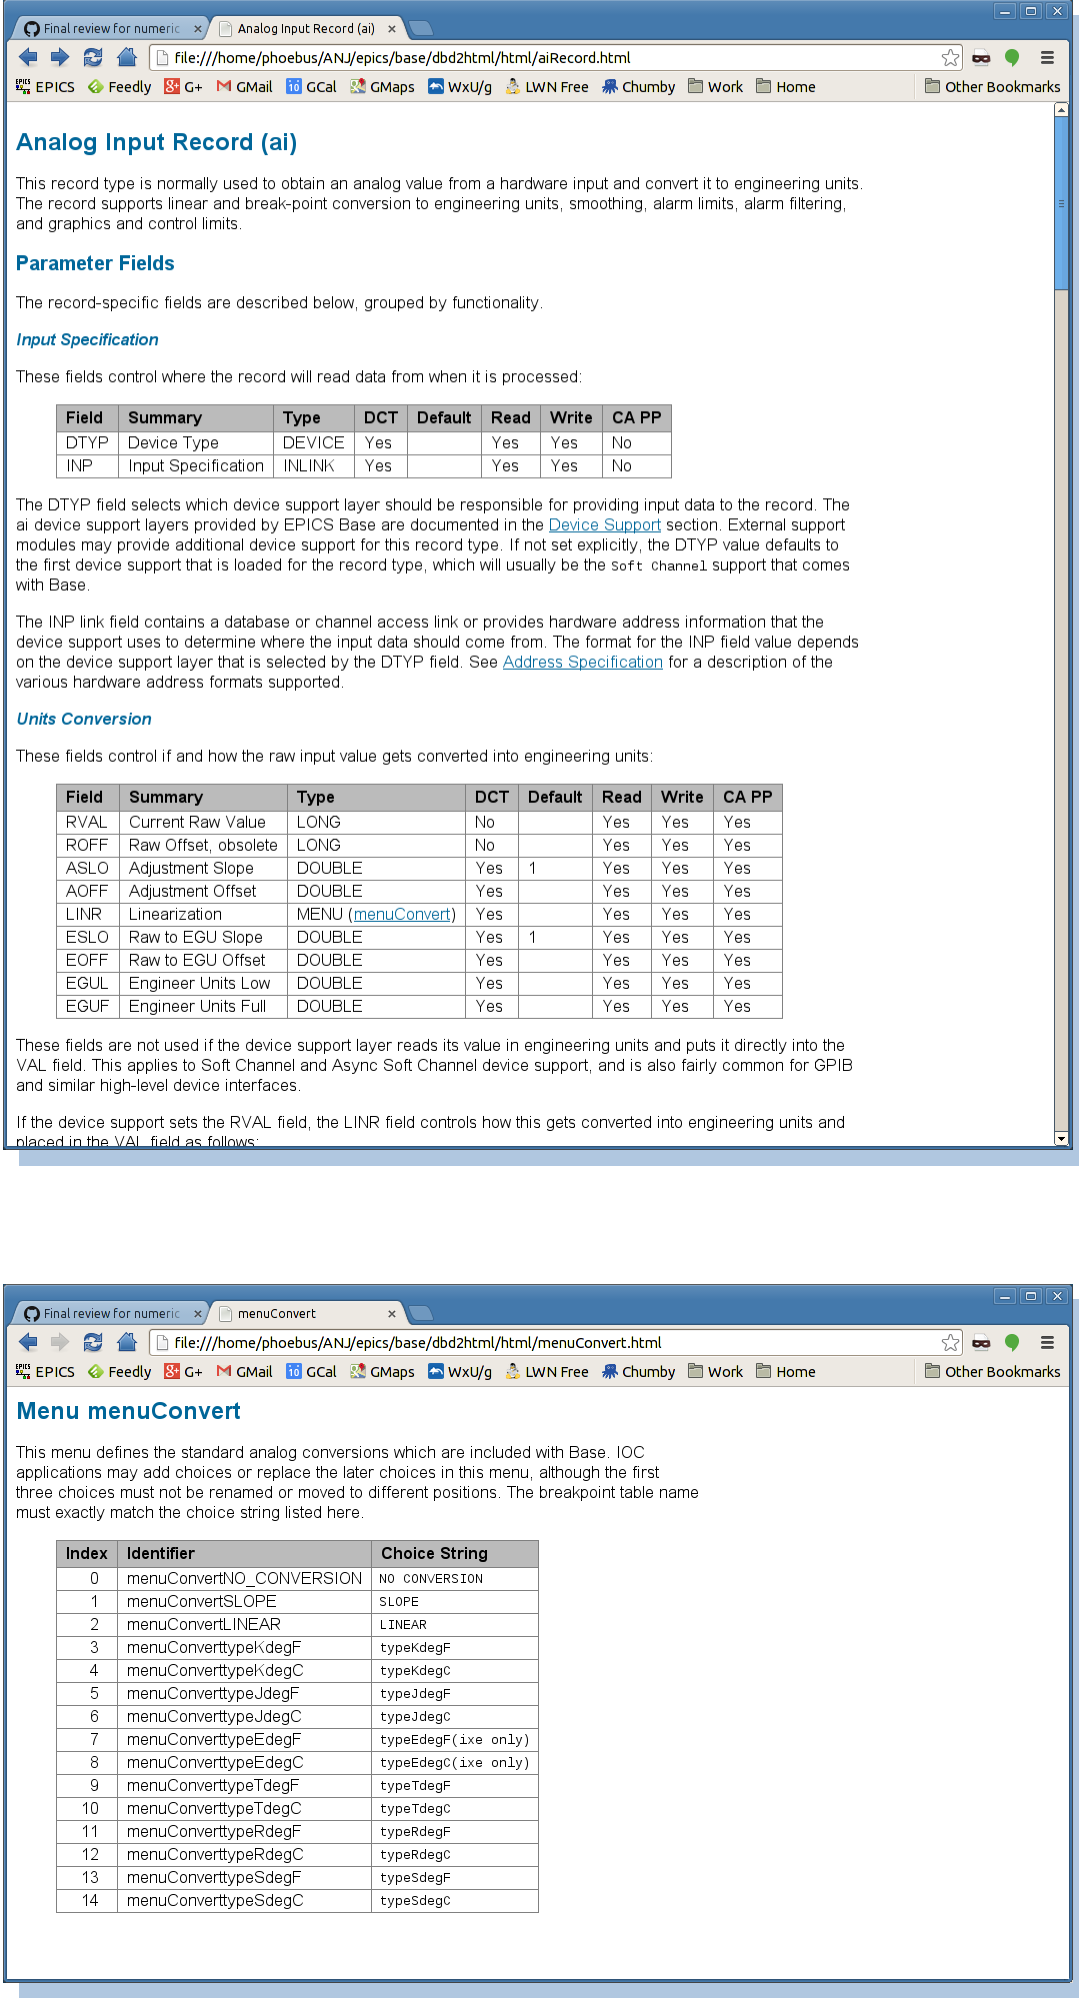 Final review for numeric × Analog Input Record (ai) ×
file:///home/phoebus/ANJ/epics/base/dbd2html/html/aiRecord.html
EPICS EPICS Feedly G+ GMail 10 GCal GMaps WxU/g LWN Free Chumby Work Home Other Bookmarks
Analog Input Record (ai)
This record type is normally used to obtain an analog value from a hardware input and convert it to engineering units.
The record supports linear and break-point conversion to engineering units, smoothing, alarm limits, alarm filtering,
and graphics and control limits.
Parameter Fields
The record-specific fields are described below, grouped by functionality.
Input Specification
These fields control where the record will read data from when it is processed:
Field Summary Type DCT Default Read Write CA PP
DTYP Device Type DEVICE Yes Yes Yes No
INP Input Specification INLINK Yes Yes Yes No
The DTYP field selects which device support layer should be responsible for providing input data to the record. The
ai device support layers provided by EPICS Base are documented in the Device Support section. External support
modules may provide additional device support for this record type. If not set explicitly, the DTYP value defaults to
the first device support that is loaded for the record type, which will usually be the Soft Channel support that comes
with Base.
The INP link field contains a database or channel access link or provides hardware address information that the
device support uses to determine where the input data should come from. The format for the INP field value depends
on the device support layer that is selected by the DTYP field. See Address Specification for a description of the
various hardware address formats supported.
Units Conversion
These fields control if and how the raw input value gets converted into engineering units:
Field Summary Type DCT Default Read Write CA PP
RVAL Current Raw Value LONG No Yes Yes Yes
ROFF Raw Offset, obsolete LONG No Yes Yes Yes
ASLO Adjustment Slope DOUBLE Yes 1 Yes Yes Yes
AOFF Adjustment Offset DOUBLE Yes Yes Yes Yes
LINR Linearization MENU (menuConvert) Yes Yes Yes Yes
ESLO Raw to EGU Slope DOUBLE Yes 1 Yes Yes Yes
EOFF Raw to EGU Offset DOUBLE Yes Yes Yes Yes
EGUL Engineer Units Low DOUBLE Yes Yes Yes Yes
EGUF Engineer Units Full DOUBLE Yes Yes Yes Yes
These fields are not used if the device support layer reads its value in engineering units and puts it directly into the
VAL field. This applies to Soft Channel and Async Soft Channel device support, and is also fairly common for GPIB
and similar high-level device interfaces.
If the device support sets the RVAL field, the LINR field controls how this gets converted into engineering units and
placed in the VAL field as follows:
Final review for numeric × menuConvert ×
file:///home/phoebus/ANJ/epics/base/dbd2html/html/menuConvert.html
EPICS EPICS Feedly G+ GMail 10 GCal GMaps WxU/g LWN Free Chumby Work Home Other Bookmarks
Menu menuConvert
This menu defines the standard analog conversions which are included with Base. IOC
applications may add choices or replace the later choices in this menu, although the first
three choices must not be renamed or moved to different positions. The breakpoint table name
must exactly match the choice string listed here.
Index Identifier Choice String
0 menuConvertNO_CONVERSION NO CONVERSION
1 menuConvertSLOPE SLOPE
2 menuConvertLINEAR LINEAR
3 menuConverttypeKdegF typeKdegF
4 menuConverttypeKdegC typeKdegC
5 menuConverttypeJdegF typeJdegF
6 menuConverttypeJdegC typeJdegC
7 menuConverttypeEdegF typeEdegF(ixe only)
8 menuConverttypeEdegC typeEdegC(ixe only)
9 menuConverttypeTdegF typeTdegF
10 menuConverttypeTdegC typeTdegC
11 menuConverttypeRdegF typeRdegF
12 menuConverttypeRdegC typeRdegC
13 menuConverttypeSdegF typeSdegF
14 menuConverttypeSdegC typeSdegC